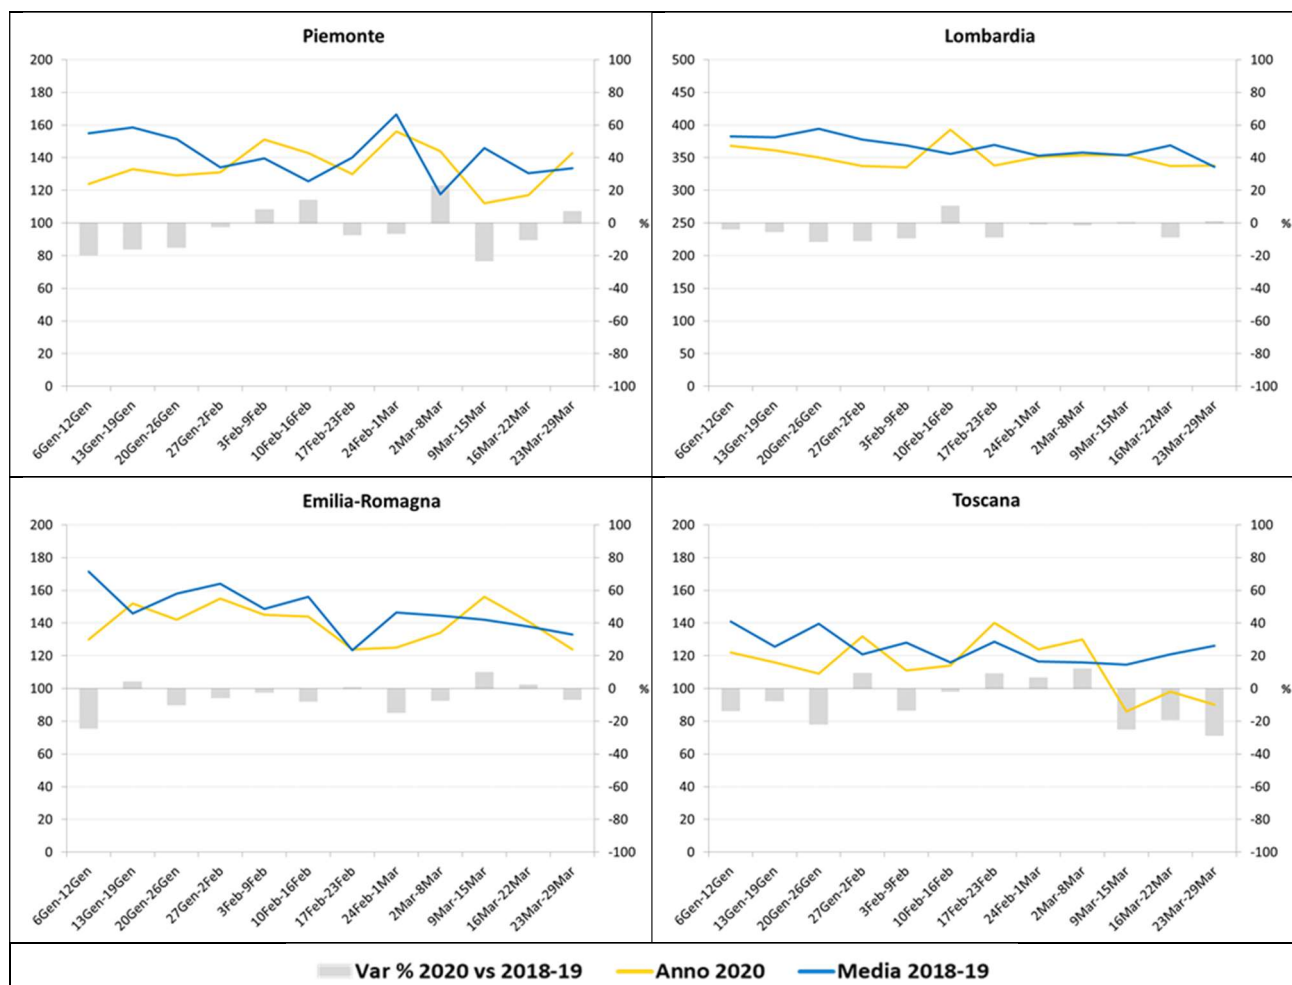 Piemonte
200
180
160
140
120
100
80
60
40
20
0
100
80
60
40
20
0
-20
-40
-60
-80
-100
%
6Gen-12Gen
13Gen-19Gen
20Gen-26Gen
27Gen-2Feb
3Feb-9Feb
10Feb-16Feb
17Feb-23Feb
24Feb-1Mar
2Mar-8Mar
9Mar-15Mar
16Mar-22Mar
23Mar-29Mar
Lombardia
500
450
400
350
300
250
200
150
100
50
0
100
80
60
40
20
0
-20
-40
-60
-80
-100
%
6Gen-12Gen
13Gen-19Gen
20Gen-26Gen
27Gen-2Feb
3Feb-9Feb
10Feb-16Feb
17Feb-23Feb
24Feb-1Mar
2Mar-8Mar
9Mar-15Mar
16Mar-22Mar
23Mar-29Mar
Emilia-Romagna
200
180
160
140
120
100
80
60
40
20
0
100
80
60
40
20
0
-20
-40
-60
-80
-100
%
6Gen-12Gen
13Gen-19Gen
20Gen-26Gen
27Gen-2Feb
3Feb-9Feb
10Feb-16Feb
17Feb-23Feb
24Feb-1Mar
2Mar-8Mar
9Mar-15Mar
16Mar-22Mar
23Mar-29Mar
Toscana
200
180
160
140
120
100
80
60
40
20
0
100
80
60
40
20
0
-20
-40
-60
-80
-100
%
6Gen-12Gen
13Gen-19Gen
20Gen-26Gen
27Gen-2Feb
3Feb-9Feb
10Feb-16Feb
17Feb-23Feb
24Feb-1Mar
2Mar-8Mar
9Mar-15Mar
16Mar-22Mar
23Mar-29Mar
Var % 2020 vs 2018-19 Anno 2020 Media 2018-19